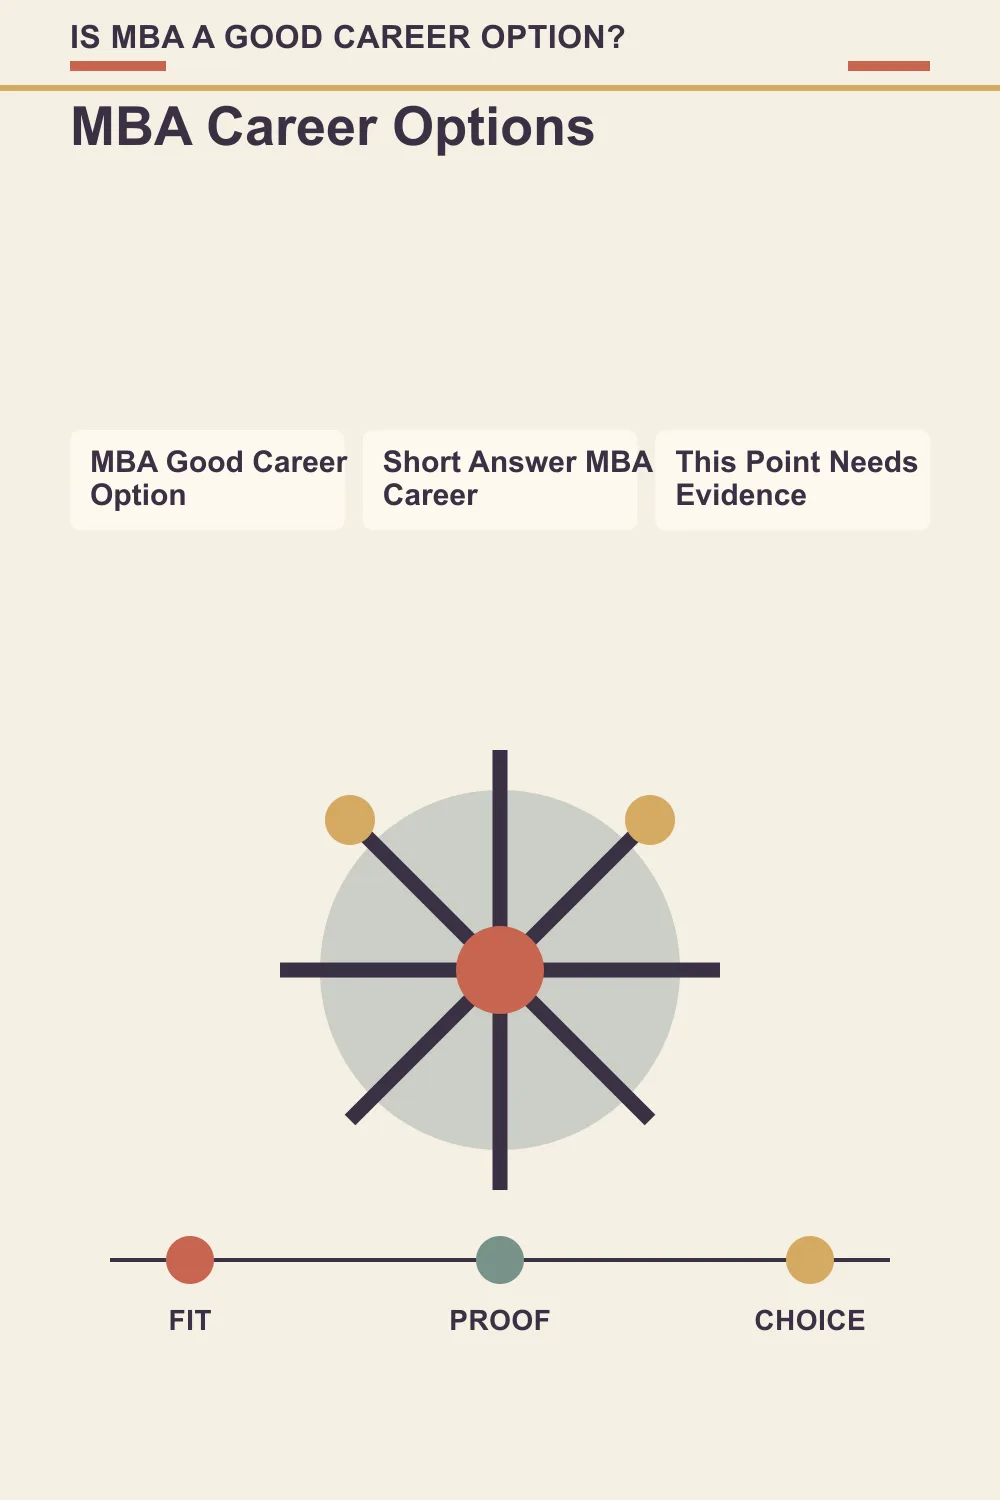 IS MBA A GOOD CAREER OPTION?
MBA Career Options
MBA Good Career
Option
Short Answer MBA
Career
This Point Needs
Evidence
FIT
PROOF
CHOICE